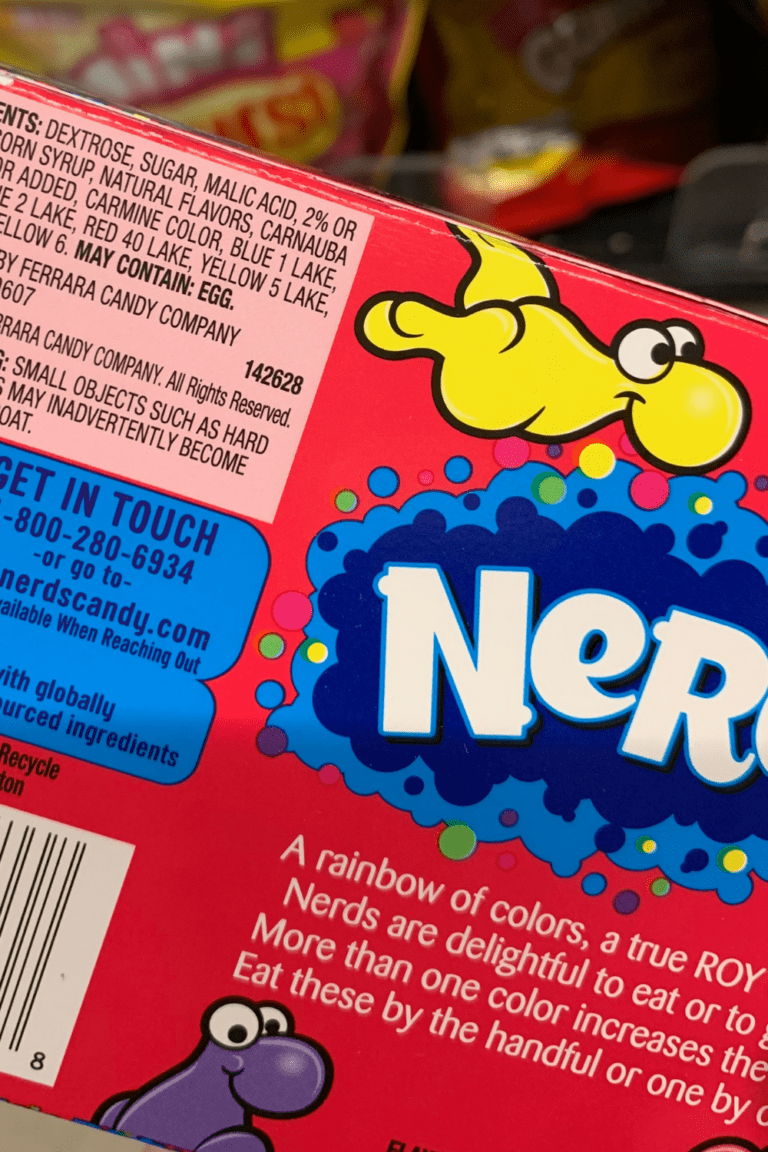 ENTS: DEXTROSE, SUGAR, MALIC ACID, 2% OR
CORN SYRUP, NATURAL FLAVORS, CARNAUBA
OR ADDED, CARMINE COLOR, BLUE 1 LAKE,
E 2 LAKE, RED 40 LAKE, YELLOW 5 LAKE,
ELLOW 6. MAY CONTAIN: EGG.
BY FERRARA CANDY COMPANY
0607
142628
RRARA CANDY COMPANY. All Rights Reserved.
G: SMALL OBJECTS SUCH AS HARD
S MAY INADVERTENTLY BECOME
OAT.
GET IN TOUCH
-800-280-6934
-or go to-
nerdscandy.com
vailable When Reaching Out
with globally
ourced ingredients
Recycle
ton
8
NeR
A rainbow of colors, a true ROY
Nerds are delightful to eat or to g
More than one color increases the
Eat these by the handful or one by o